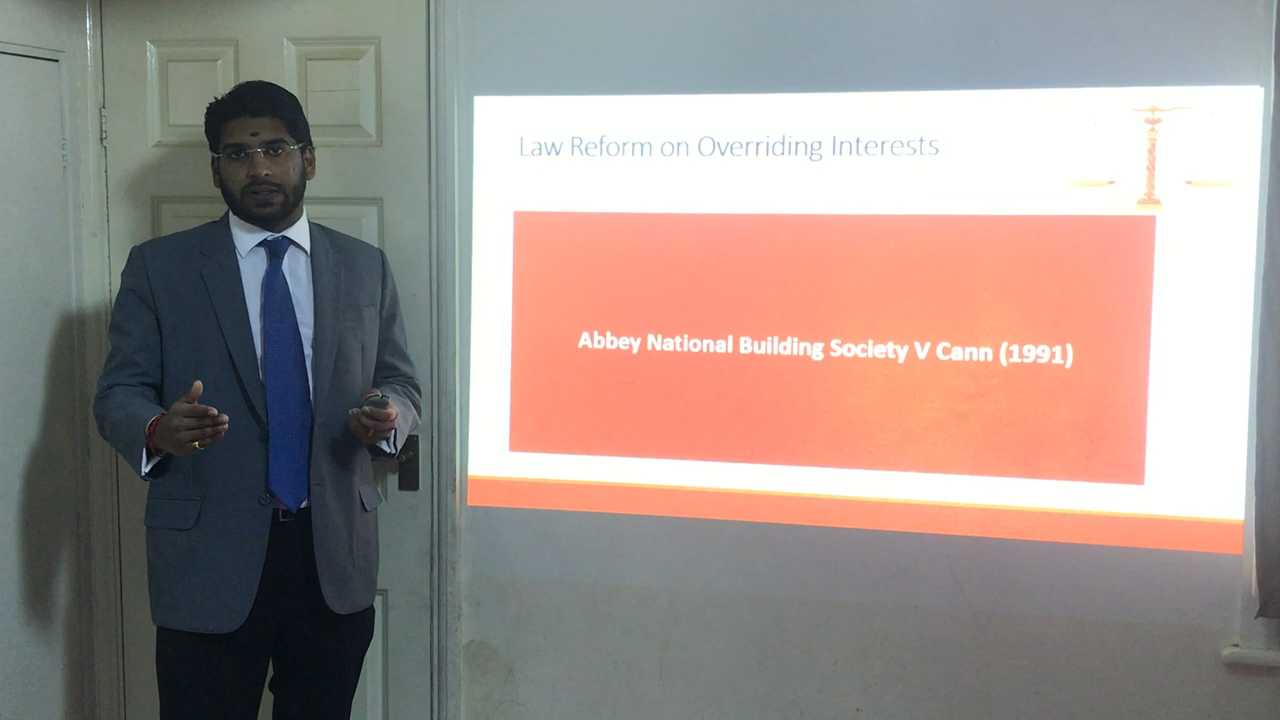 Law Reform on Overriding Interests
Abbey National Building Society V Cann (1991)